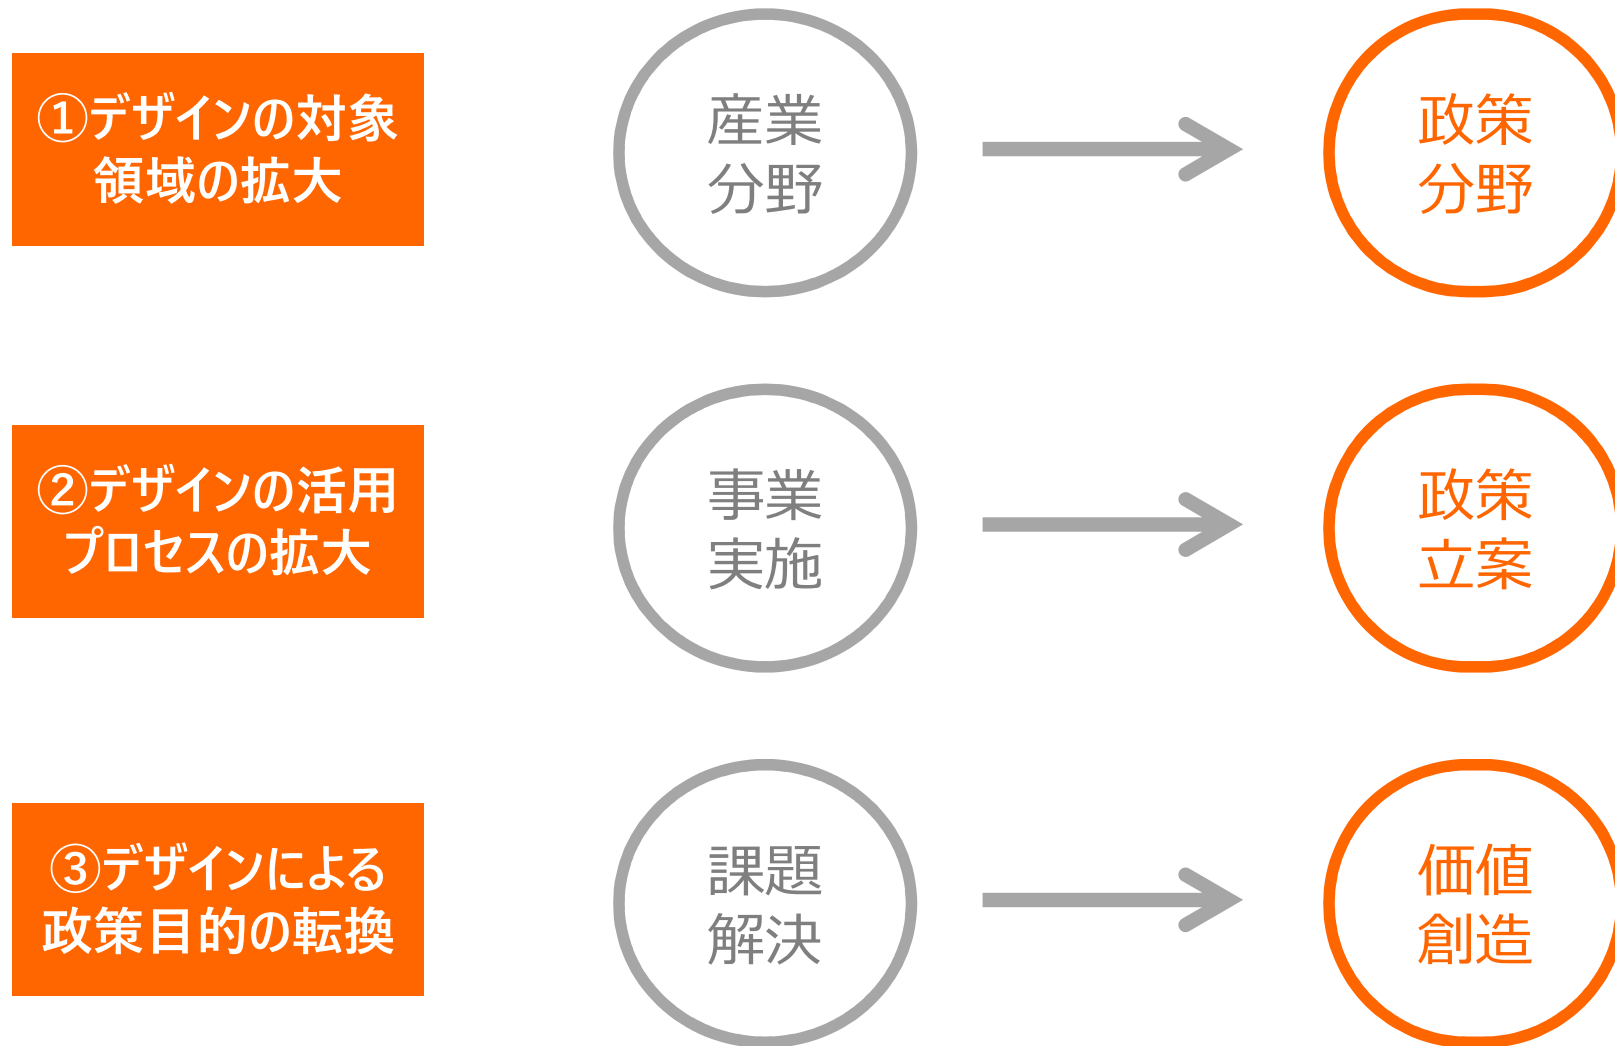 ①デザインの対象
領域の拡大
産業
分野
政策
分野
②デザインの活用
プロセスの拡大
事業
実施
政策
立案
③デザインによる
政策目的の転換
課題
解決
価値
創造